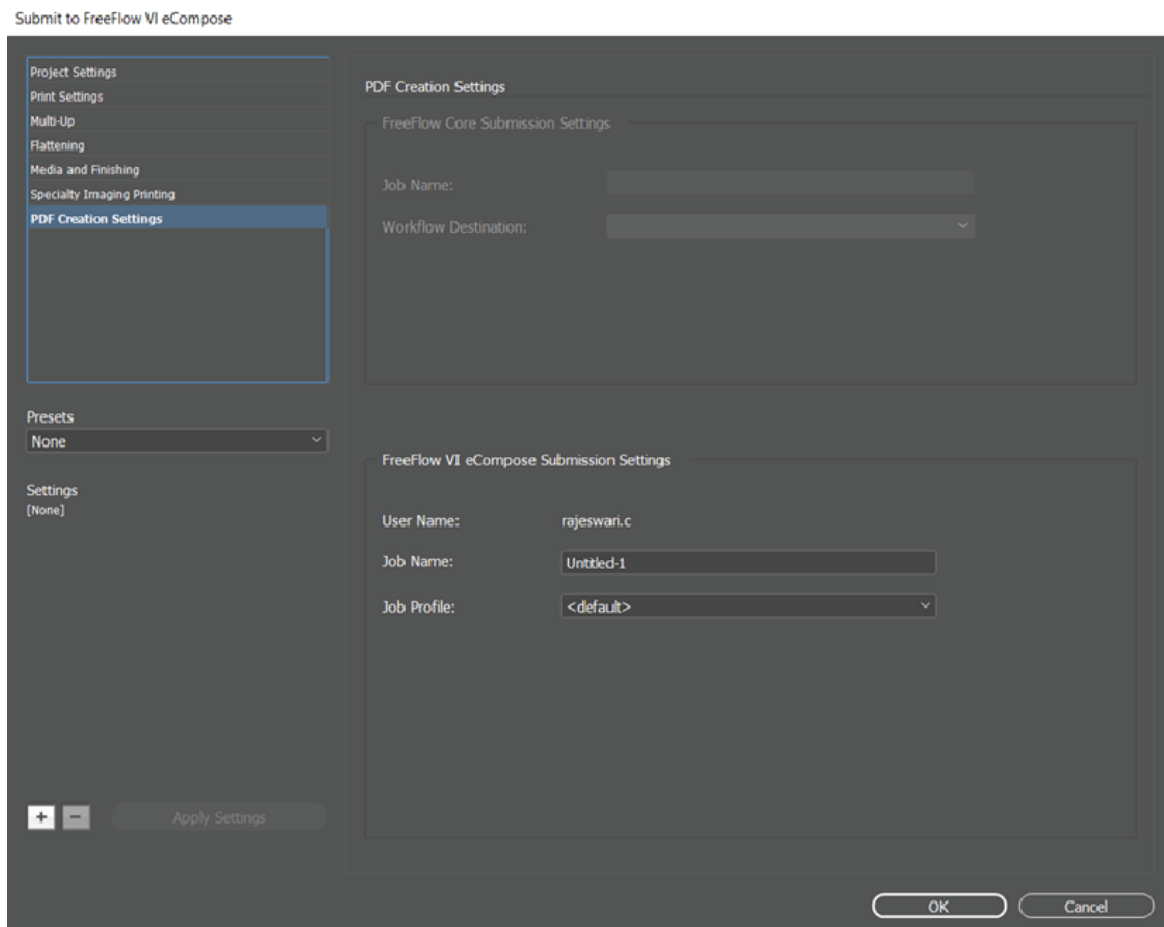 Submit to FreeFlow VI eCompose
Project Settings
Print Settings
Multi-Up
Flattening
Media and Finishing
Specialty Imaging Printing
PDF Creation Settings
Presets
None
Settings
[None]
+ −
Apply Settings
PDF Creation Settings
FreeFlow Core Submission Settings
Job Name:
Workflow Destination:
FreeFlow VI eCompose Submission Settings
User Name: rajeswari.c
Job Name: Untitled-1
Job Profile: <default>
OK Cancel